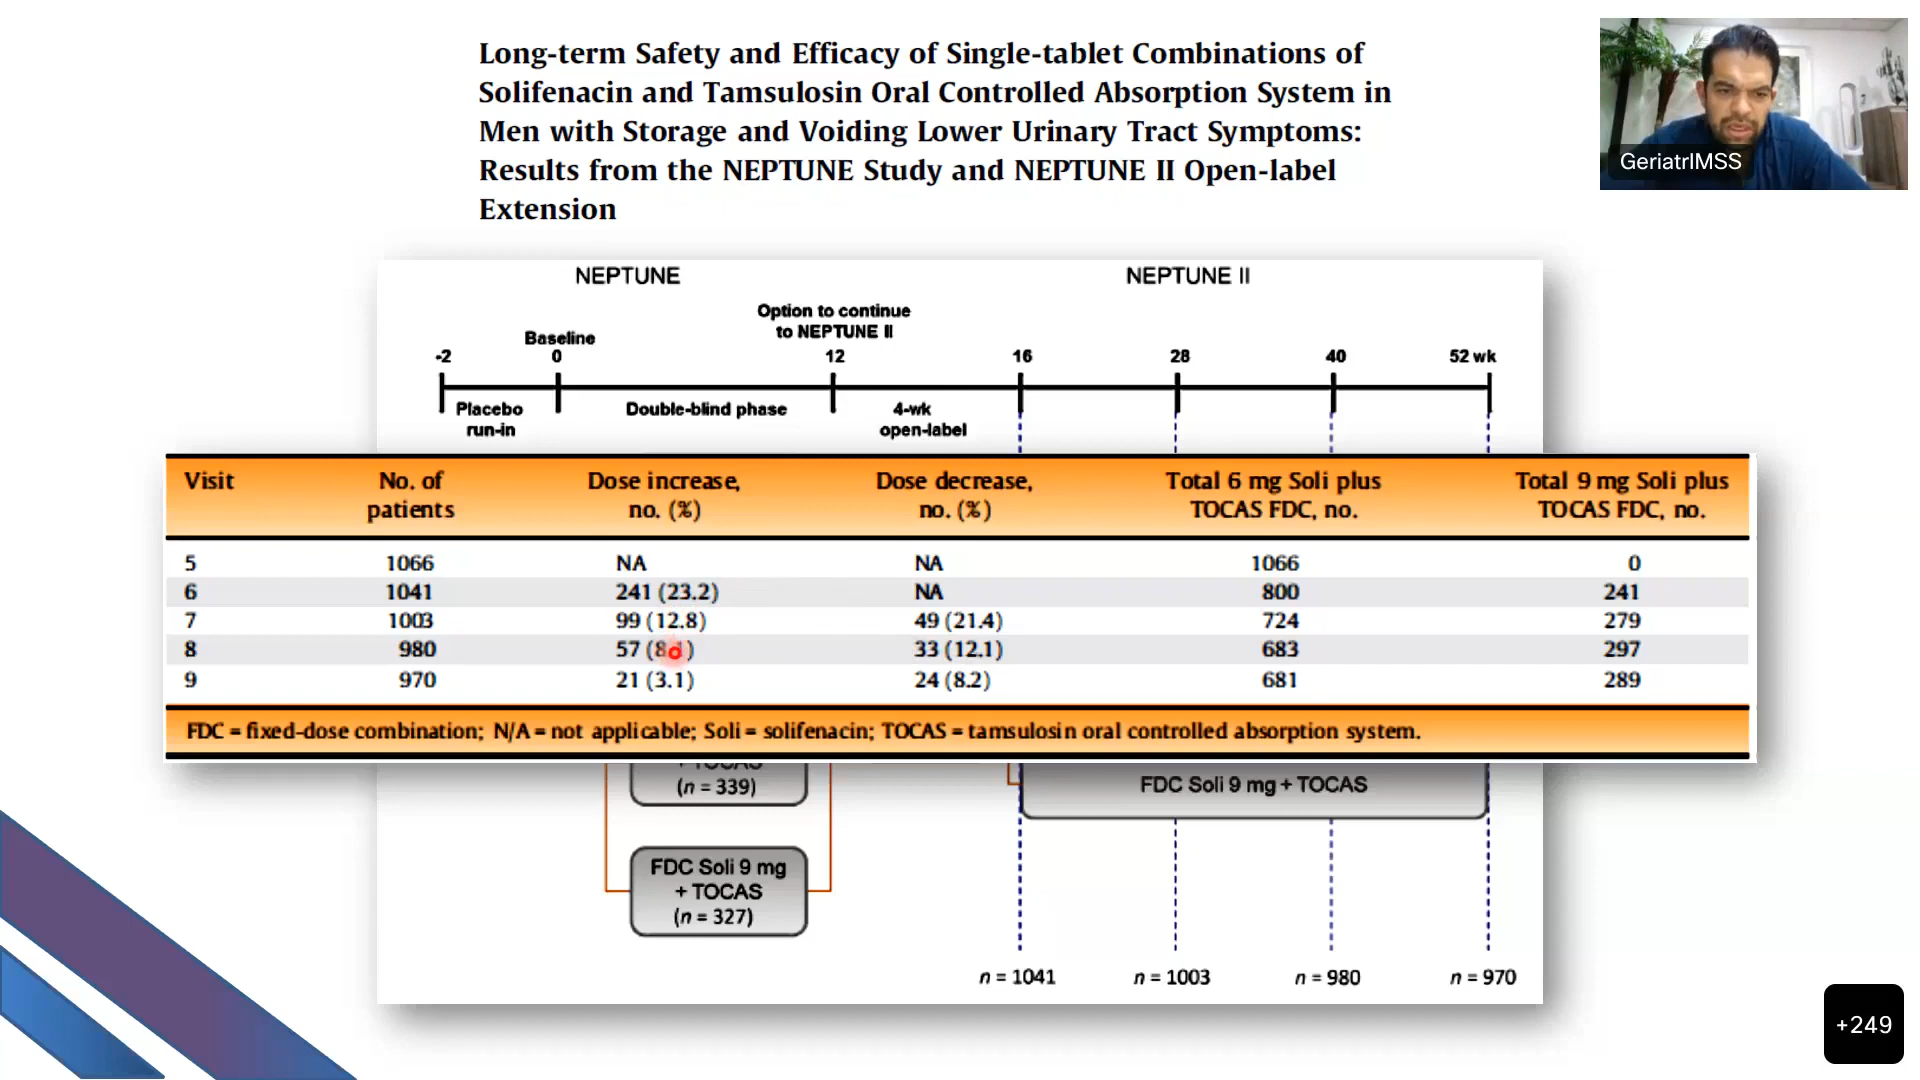 Long-term Safety and Efficacy of Single-tablet Combinations of
Solifenacin and Tamsulosin Oral Controlled Absorption System in
Men with Storage and Voiding Lower Urinary Tract Symptoms:
Results from the NEPTUNE Study and NEPTUNE II Open-label
Extension
GeriatrIMSS
NEPTUNE NEPTUNE II
Option to continue
to NEPTUNE II
Baseline
-2 0 12 16 28 40 52 wk
Placebo
run-in
Double-blind phase
4-wk
open-label
Visit No. of patients Dose increase, no. (%) Dose decrease, no. (%) Total 6 mg Soli plus TOCAS FDC, no. Total 9 mg Soli plus TOCAS FDC, no.
5 1066 NA NA 1066 0
6 1041 241 (23.2) NA 800 241
7 1003 99 (12.8) 49 (21.4) 724 279
8 980 57 33 (12.1) 683 297
9 970 21 (3.1) 24 (8.2) 681 289
FDC = fixed-dose combination; N/A = not applicable; Soli = solifenacin; TOCAS = tamsulosin oral controlled absorption system.
+ TOCAS
(n = 339)
FDC Soli 9 mg + TOCAS
FDC Soli 9 mg
+ TOCAS
(n = 327)
n = 1041 n = 1003 n = 980 n = 970
+249